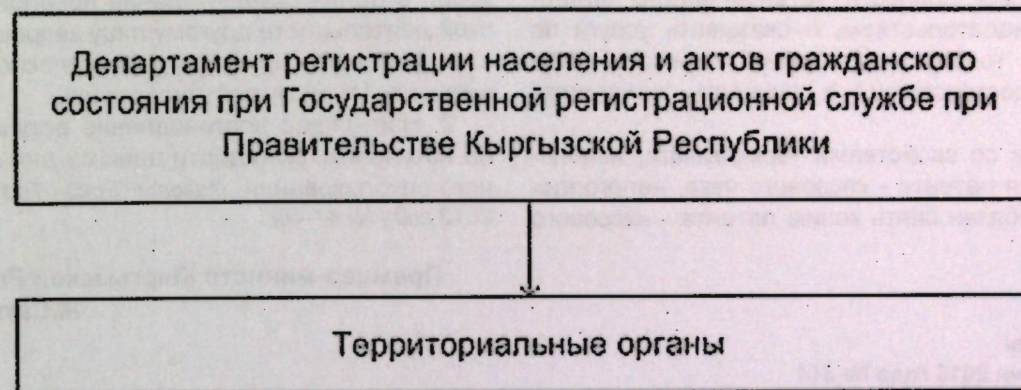 Департамент регистрации населения и актов гражданского
состояния при Государственной регистрационной службе при
Правительстве Кыргызской Республики
Территориальные органы